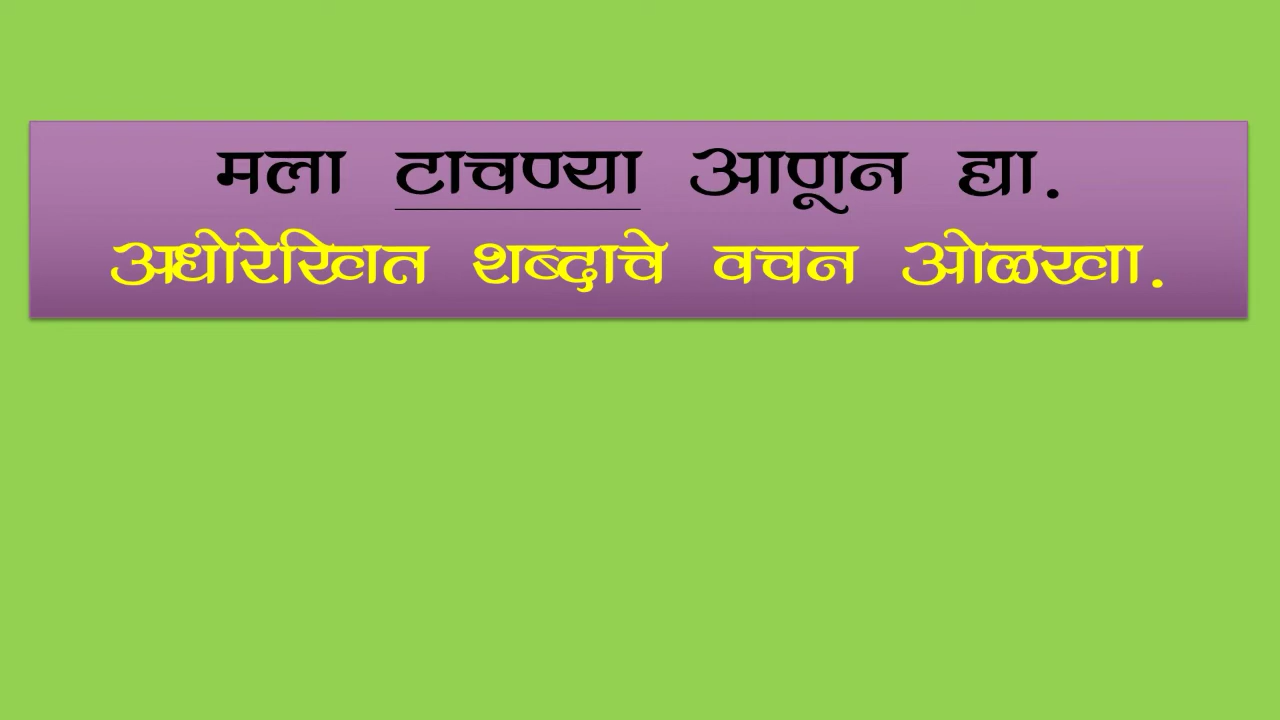 मला टाचण्या आणून द्या.
अधोरेखित शब्दाचे वचन ओळखा.